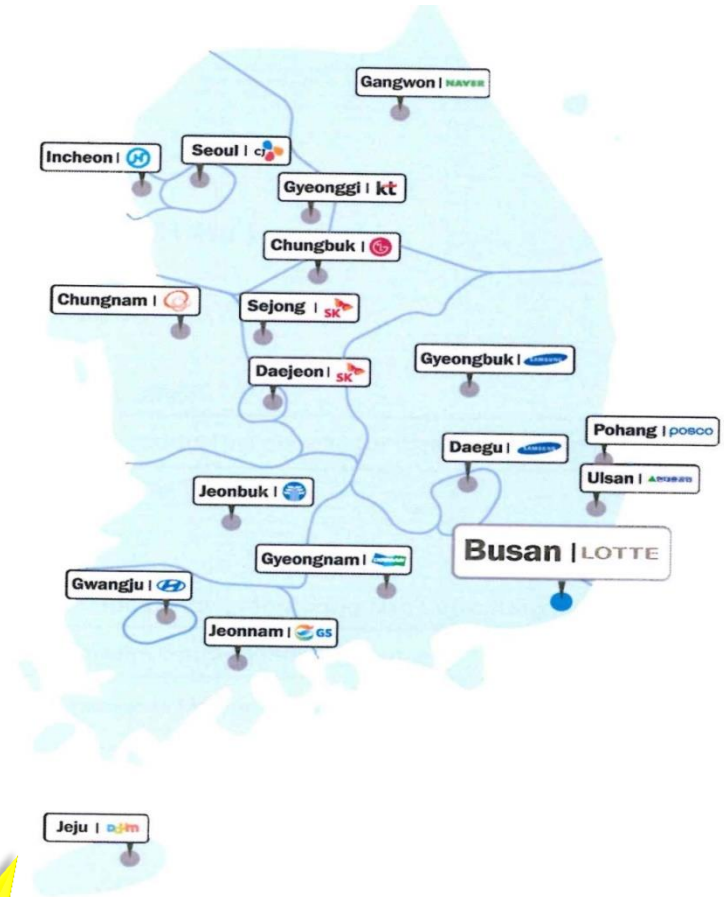 Gangwon | NAVER
Incheon |
Seoul | CJ
Gyeonggi | kt
Chungbuk |
Chungnam |
Sejong | SK
Daejeon | SK
Gyeongbuk | SAMSUNG
Pohang | posco
Daegu | SAMSUNG
Ulsan |
Jeonbuk |
Busan | LOTTE
Gyeongnam |
Gwangju |
Jeonnam | GS
Jeju | Daum